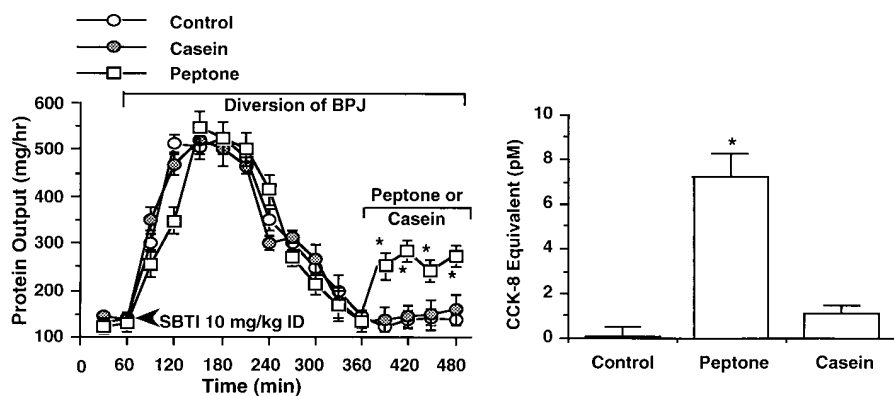 Control
Casein
Peptone
Diversion of BPJ
Protein Output (mg/hr)
600
500
400
300
200
100
Peptone or
Casein
*
*
*
*
SBTI 10 mg/kg ID
0 60 120 180 240 300 360 420 480
Time (min)
CCK-8 Equivalent (pM)
10
8
6
4
2
0
*
Control Peptone Casein